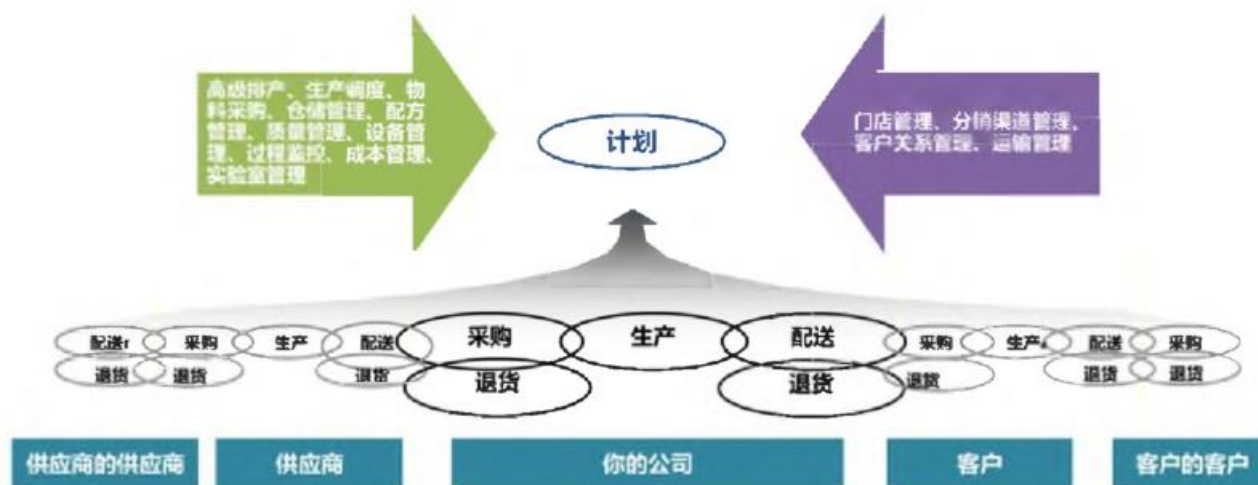 高级排产、生产调度、物
料采购、仓储管理、配方
管理、质量管理、设备管
理、过程监控、成本管理、
实验室管理
计划
门店管理、分销渠道管理、
客户关系管理、运输管理
配送r 采购 生产 配送 采购 生产 配送 采购 生产 配送 采购
退货 退货 退货 退货 退货 退货 退货 退货
供应商的供应商 供应商 你的公司 客户 客户的客户